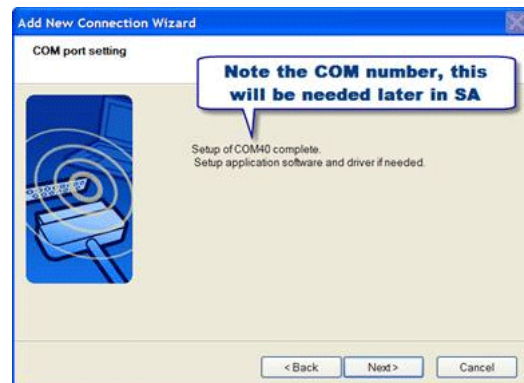 Add New Connection Wizard
COM port setting
Note the COM number, this
will be needed later in SA
Setup of COM40 complete.
Setup application software and driver if needed.
< Back
Next >
Cancel